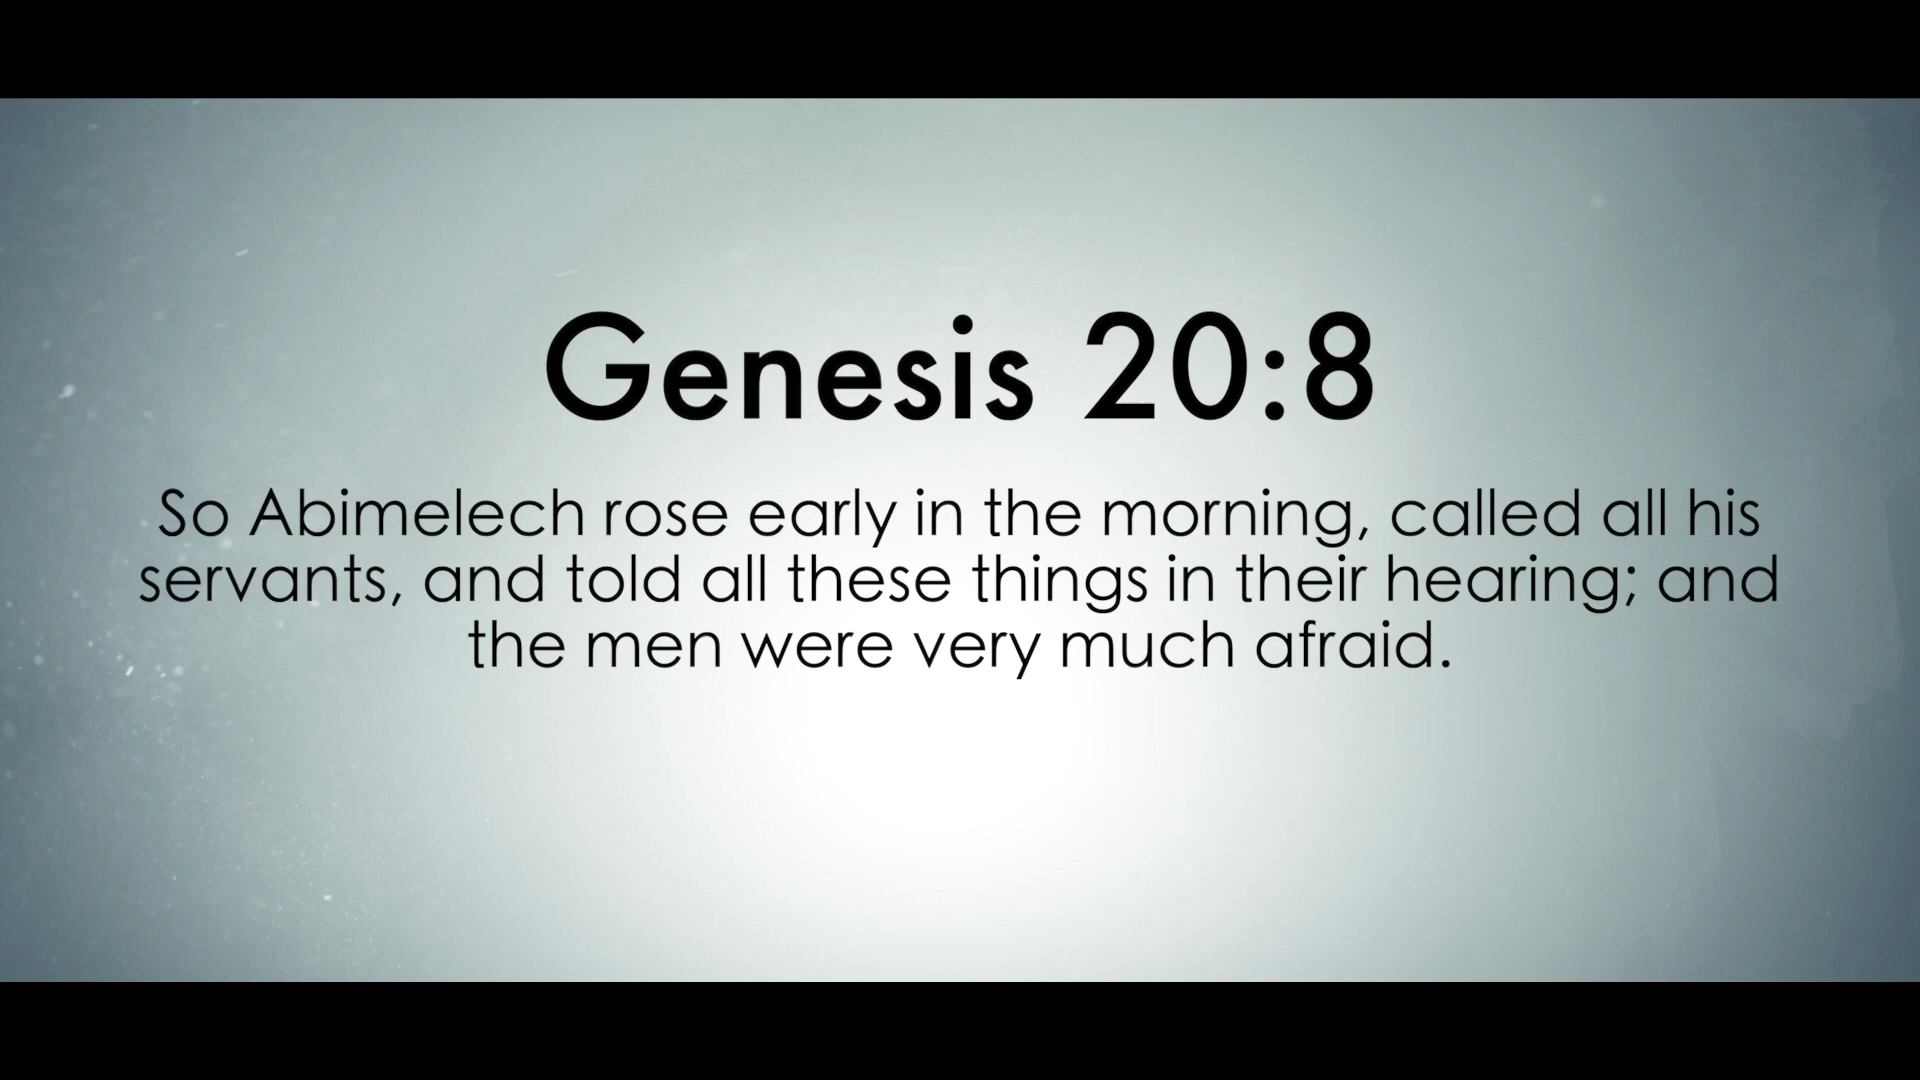 Genesis 20:8
So Abimelech rose early in the morning, called all his
servants, and told all these things in their hearing; and
the men were very much afraid.